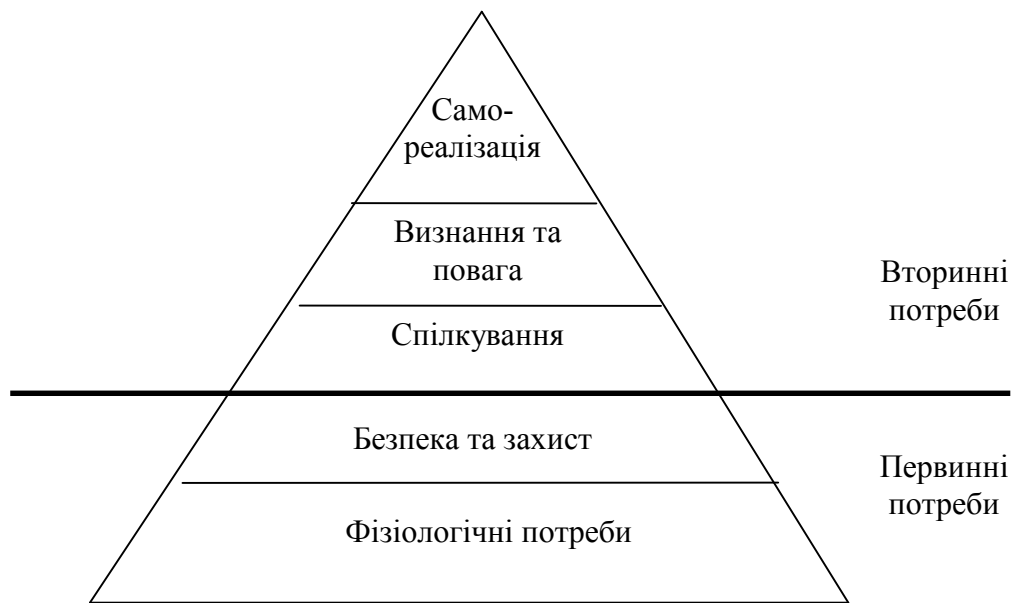 Само-
реалізація
Визнання та
повага
Вторинні
потреби
Спілкування
Безпека та захист
Первинні
потреби
Фізіологічні потреби